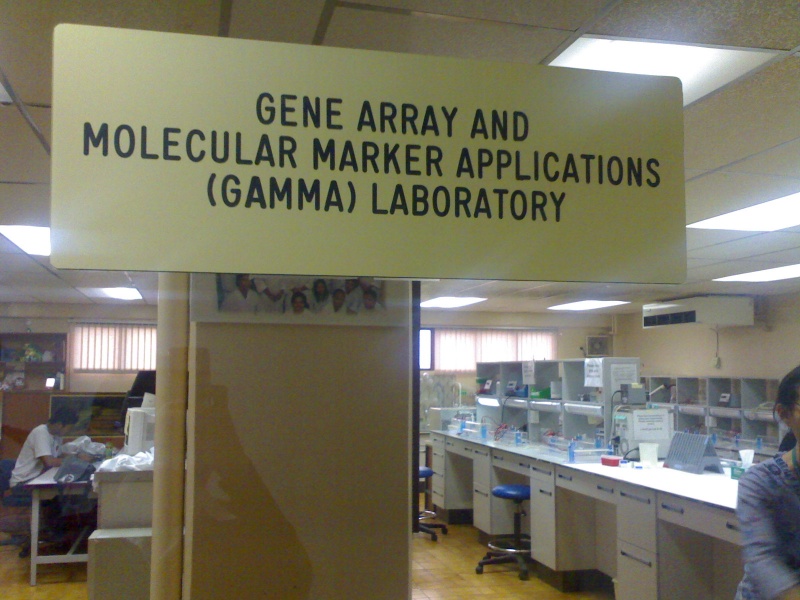 GENE ARRAY AND
MOLECULAR MARKER APPLICATIONS
(GAMMA) LABORATORY